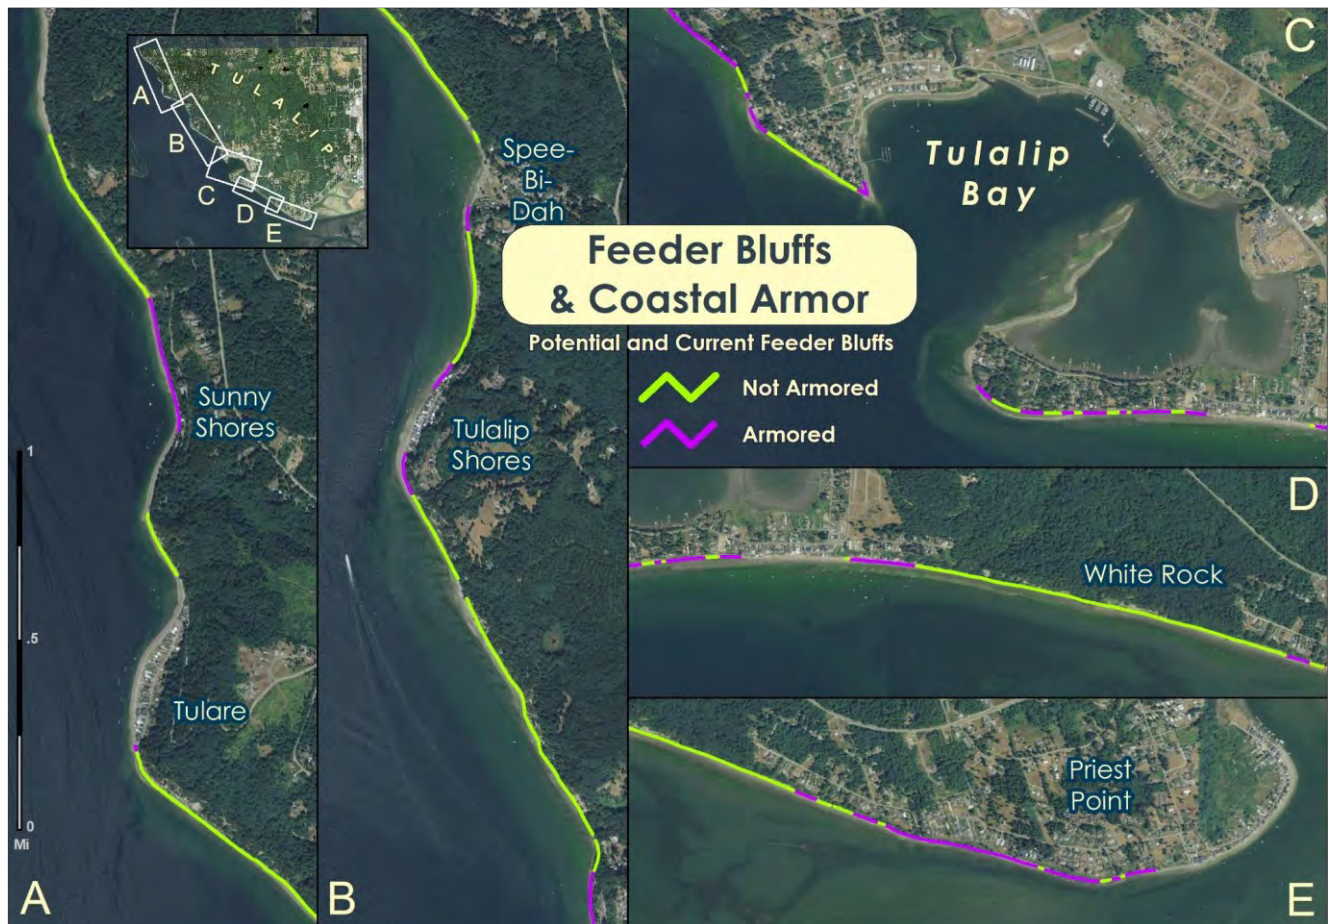 TULALIP
A
B
C
D
E
Sunny
Shores
Tulare
1
.5
0
Mi
A
Spee-
Bi-
Dah
Tulalip
Shores
B
Feeder Bluffs
& Coastal Armor
Potential and Current Feeder Bluffs
Not Armored
Armored
C
Tulalip
Bay
D
White Rock
Priest
Point
E